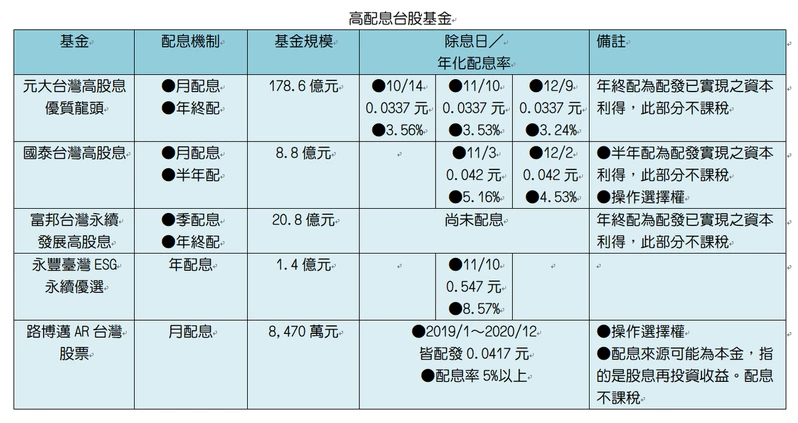 高配息台股基金
基金 配息機制 基金規模 除息日／ 備註
年化配息率
元大台灣高股息 ●月配息 178.6 億元 ●10/14 ●11/10 ●12/9 年終配為配發已實現之資本
優質龍頭 ●年終配 0.0337 元 0.0337 元 0.0337 元 利得，此部分不課稅
●3.56% ●3.53% ●3.24%
國泰台灣高股息 ●月配息 8.8 億元 ●11/3 ●12/2 ●半年配為配發實現之資本
●半年配 0.042 元 0.042 元 利得，此部分不課稅
●5.16% ●4.53% ●操作選擇權
富邦台灣永續 ●季配息 20.8 億元 尚未配息 年終配為配發已實現之資本
發展高股息 ●年終配 利得，此部分不課稅
永豐臺灣 ESG 年配息 1.4 億元 ●11/10
永續優選 0.547 元
●8.57%
路博邁 AR 台灣 月配息 8,470 萬元 ●2019/1～2020/12 ●操作選擇權
股票 皆配發 0.0417 元 ●配息來源可能為本金，指
●配息率 5%以上 的是股息再投資收益。配息
不課稅